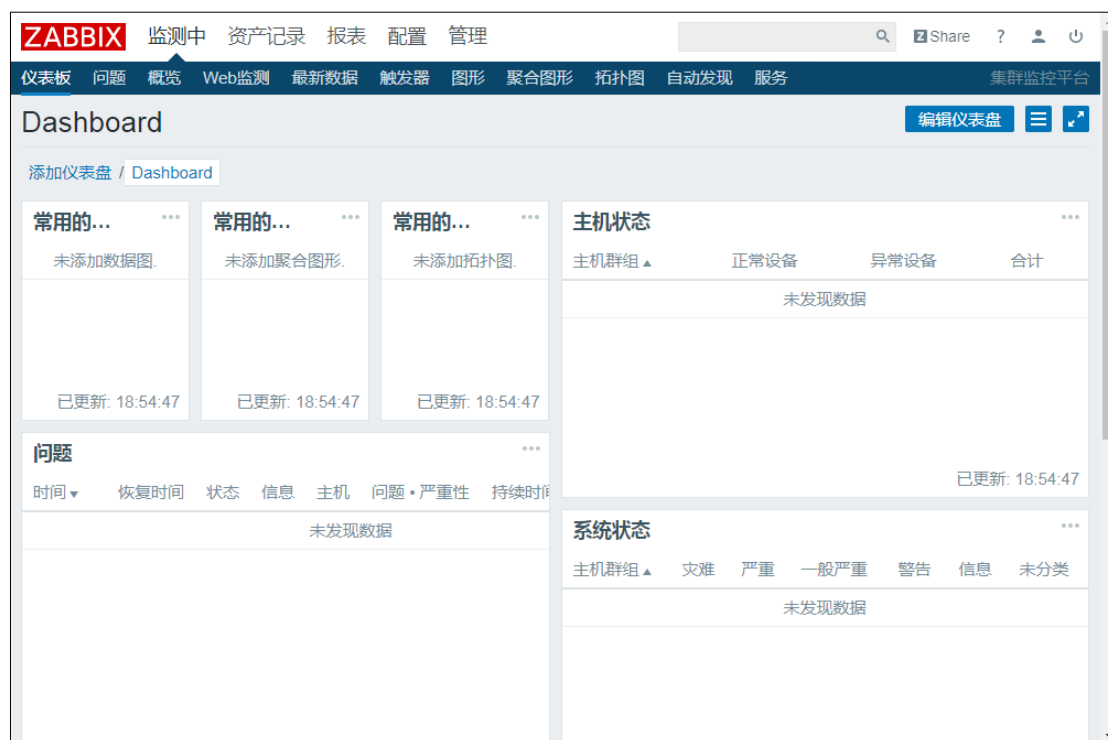 ZABBIX 监测中 资产记录 报表 配置 管理 Z Share ?
仪表板 问题 概览 Web监测 最新数据 触发器 图形 聚合图形 拓扑图 自动发现 服务 集群监控平台
Dashboard 编辑仪表盘
添加仪表盘 / Dashboard
常用的... 常用的... 常用的... 主机状态
未添加数据图. 未添加聚合图形. 未添加拓扑图. 主机群组▲ 正常设备 异常设备 合计
未发现数据
已更新: 18:54:47 已更新: 18:54:47 已更新: 18:54:47
问题
已更新: 18:54:47
时间▼ 恢复时间 状态 信息 主机 问题 • 严重性 持续时间
未发现数据 系统状态
主机群组▲ 灾难 严重 一般严重 警告 信息 未分类
未发现数据